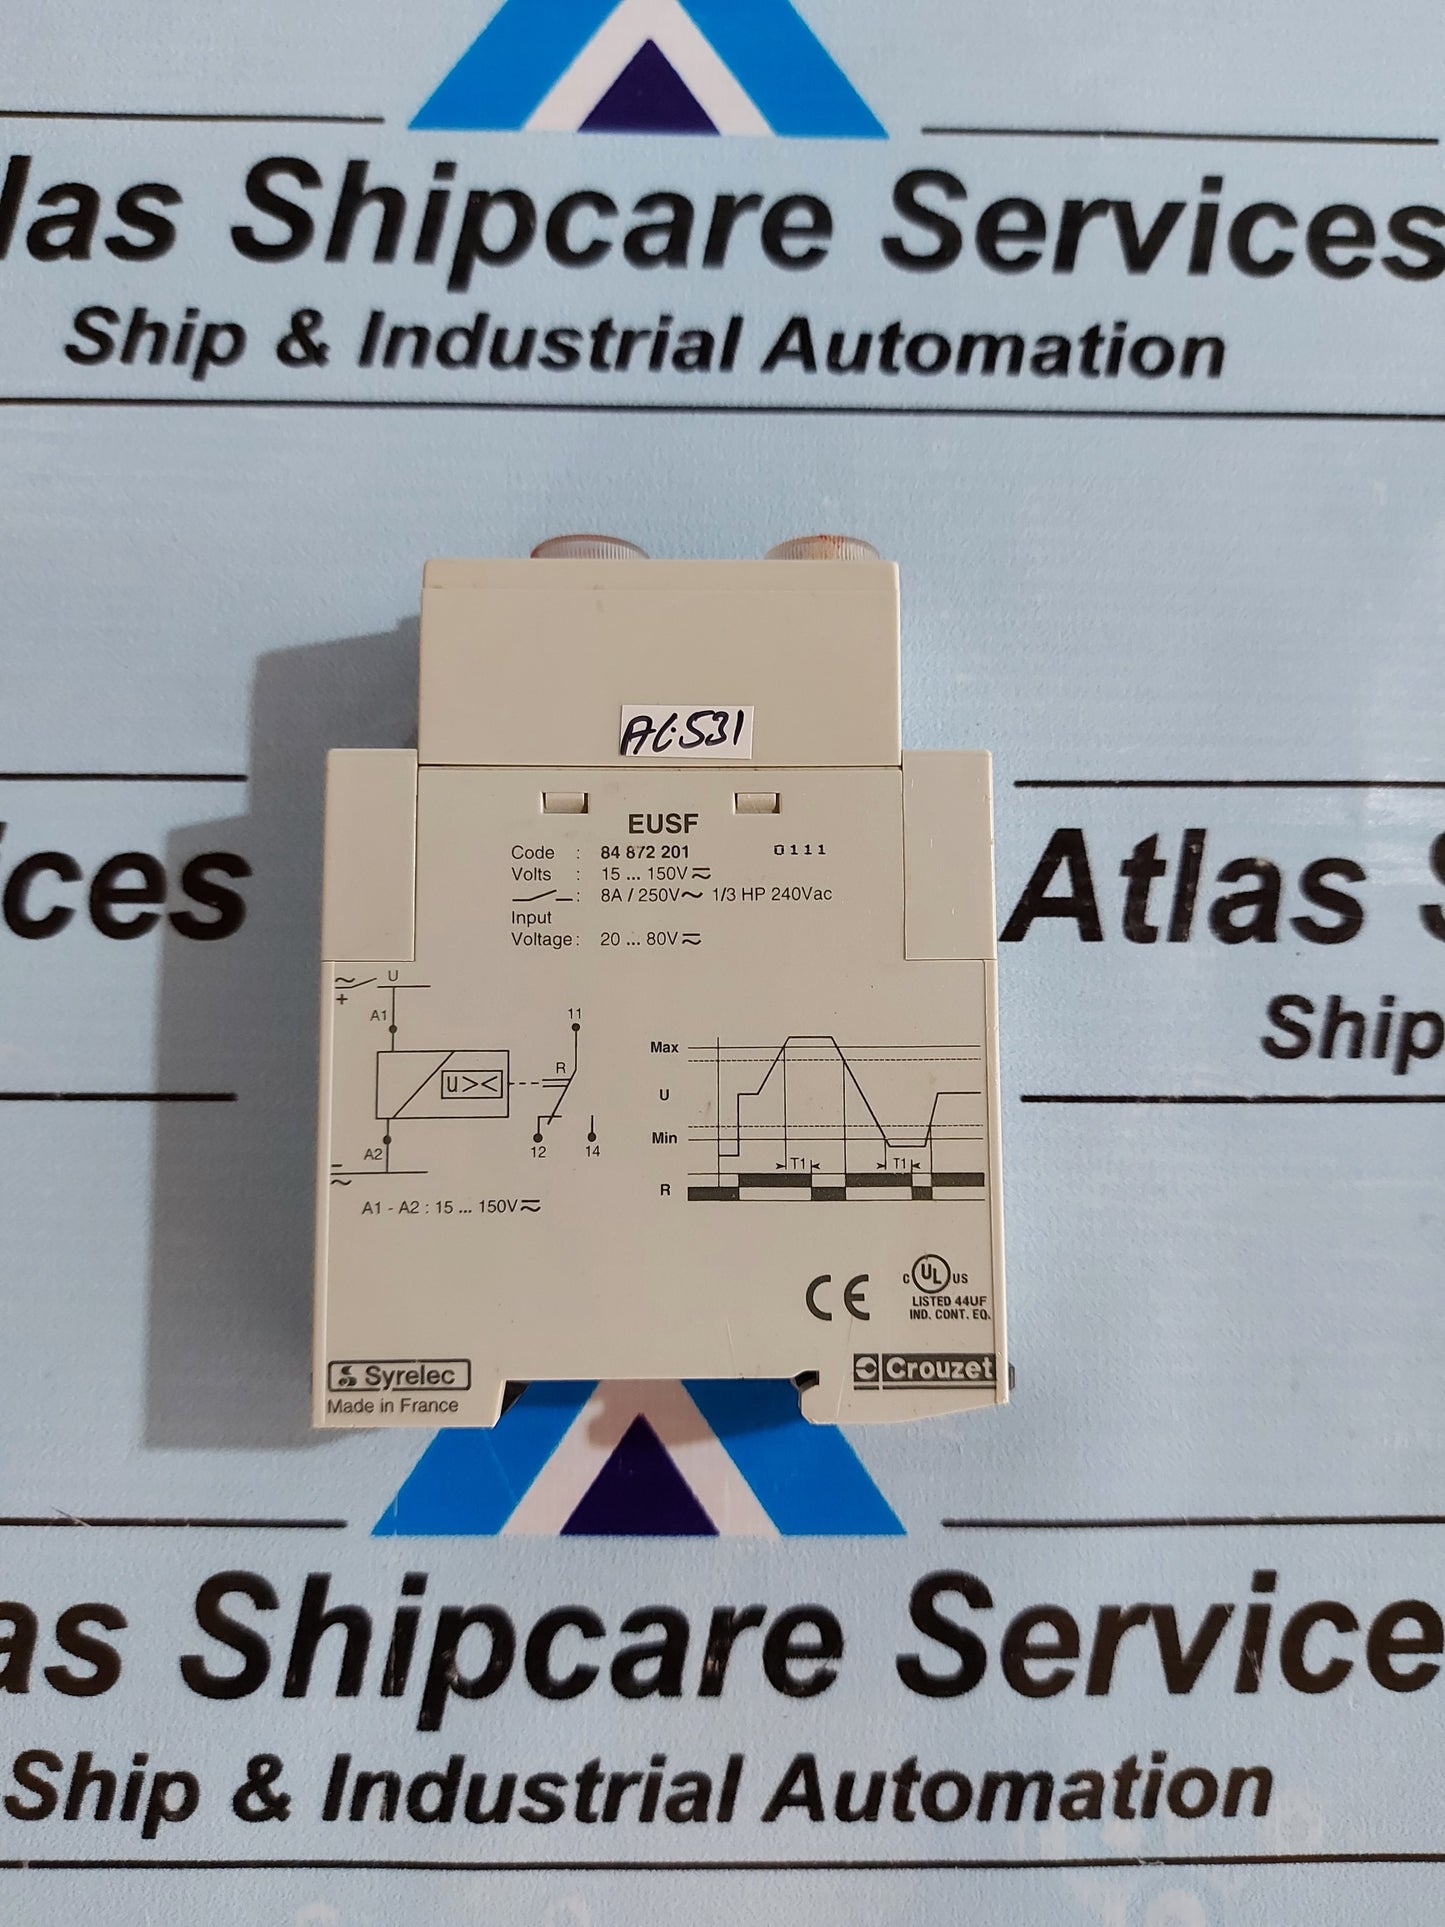 las Shipcare Services
Ship & Industrial Automation
AC531
EUSF
Code : 84 872 201 0111
Volts : 15 ... 150V
: 8A / 250V~ 1/3 HP 240Vac
Input
Voltage : 20 ... 80V
ces
Atlas S
Ship
~ U
+
A1
11
R
U><
12
14
A2
−
~
A1 - A2 : 15 ... 150V
Max
U
Min
T1 T1
R
CE
C UL US
LISTED 44UF
IND. CONT. EQ.
Syrelec
Made in France
Crouzet
as Shipcare Service
Ship & Industrial Automation